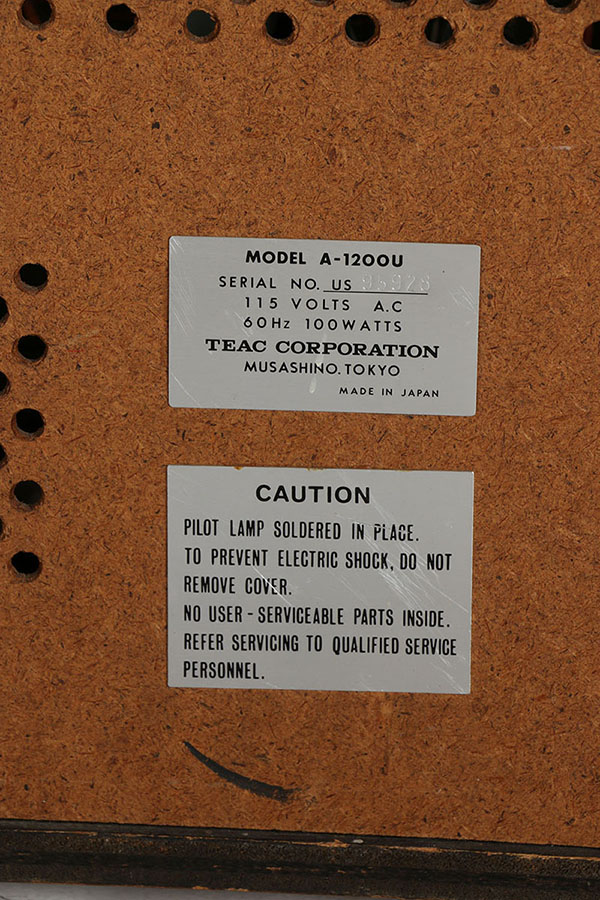 MODEL A-1200U
SERIAL NO. US
115 VOLTS A.C
60Hz 100WATTS
TEAC CORPORATION
MUSASHINO. TOKYO
MADE IN JAPAN
CAUTION
PILOT LAMP SOLDERED IN PLACE.
TO PREVENT ELECTRIC SHOCK, DO NOT
REMOVE COVER.
NO USER-SERVICEABLE PARTS INSIDE.
REFER SERVICING TO QUALIFIED SERVICE
PERSONNEL.